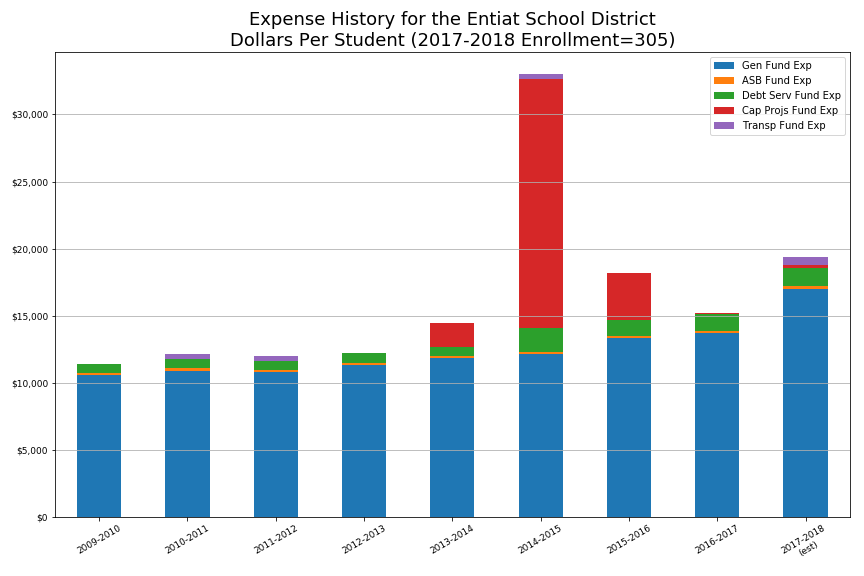 Expense History for the Entiat School District
Dollars Per Student (2017-2018 Enrollment=305)
Gen Fund Exp
ASB Fund Exp
Debt Serv Fund Exp
Cap Projs Fund Exp
Transp Fund Exp
$30,000
$25,000
$20,000
$15,000
$10,000
$5,000
$0
2009-2010
2010-2011
2011-2012
2012-2013
2013-2014
2014-2015
2015-2016
2016-2017
2017-2018
(est)